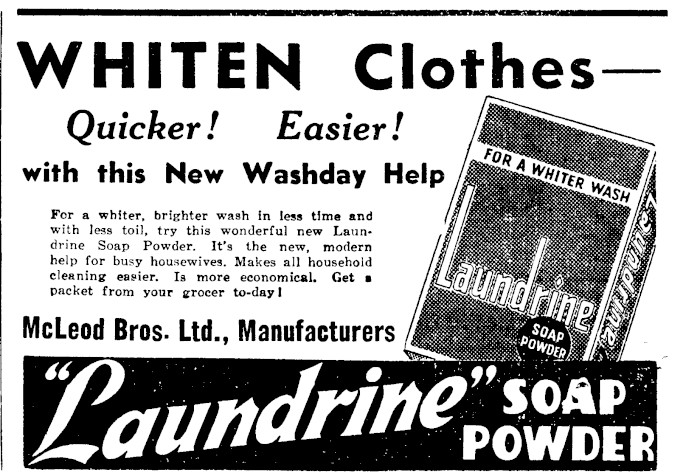 WHITEN Clothes—
Quicker! Easier!
with this New Washday Help
For a whiter, brighter wash in less time and
with less toil, try this wonderful new Laun-
drine Soap Powder. It's the new, modern
help for busy housewives. Makes all household
cleaning easier. Is more economical. Get a
packet from your grocer to-day!
McLeod Bros. Ltd., Manufacturers
FOR A WHITER WASH
Laundrine
SOAP
POWDER
Laundrine
"Laundrine" SOAP
POWDER